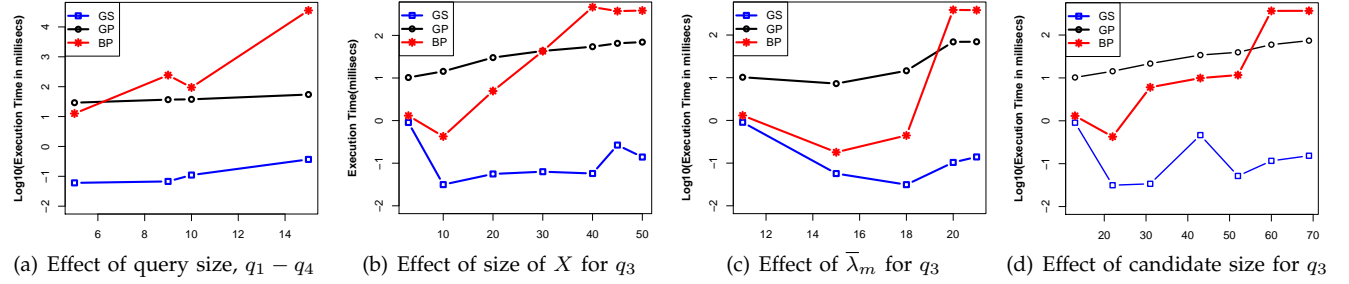 Log10(Execution Time in millisecs)
GS
GP
BP
−2 −1 0 1 2 3 4
6 8 10 12 14
(a) Effect of query size, q1 − q4
Execution Time(millisecs)
GS
GP
BP
−2 −1 0 1 2
10 20 30 40 50
(b) Effect of size of X for q3
Log10(Execution Time in millisecs)
GS
GP
BP
−2 −1 0 1 2
12 14 16 18 20
(c) Effect of λ̅m for q3
Log10(Execution Time in millisecs)
GS
GP
BP
−2 −1 0 1 2
20 30 40 50 60 70
(d) Effect of candidate size for q3